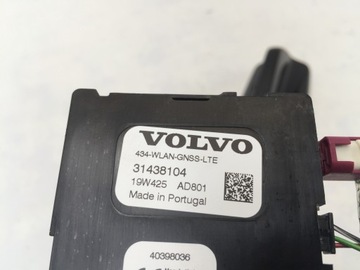 VOLVO
434-WLAN-GNSS-LTE
31438104
19W425 AD801
Made in Portugal
40398036